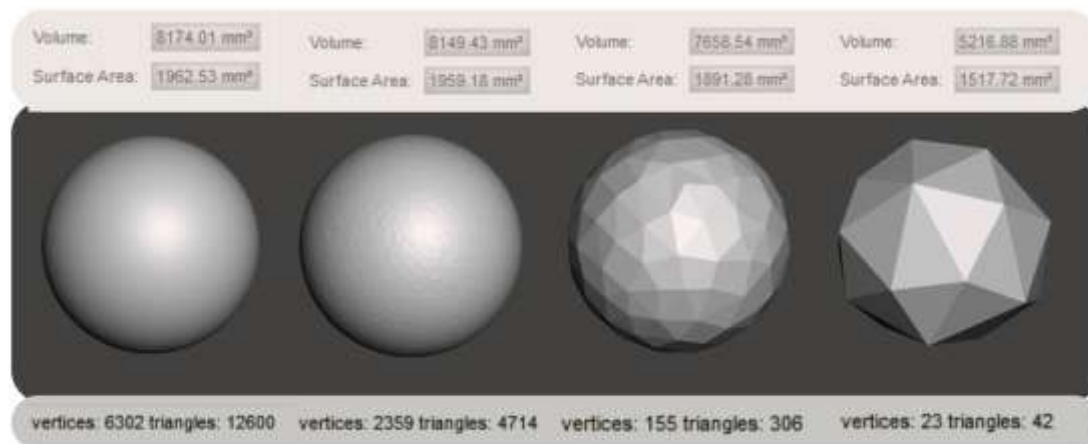 Volume: 8174.01 mm³
Surface Area: 1962.53 mm²
Volume: 8149.43 mm³
Surface Area: 1959.18 mm²
Volume: 7658.54 mm³
Surface Area: 1891.28 mm²
Volume: 5216.88 mm³
Surface Area: 1517.72 mm²
vertices: 6302 triangles: 12600
vertices: 2359 triangles: 4714
vertices: 155 triangles: 306
vertices: 23 triangles: 42